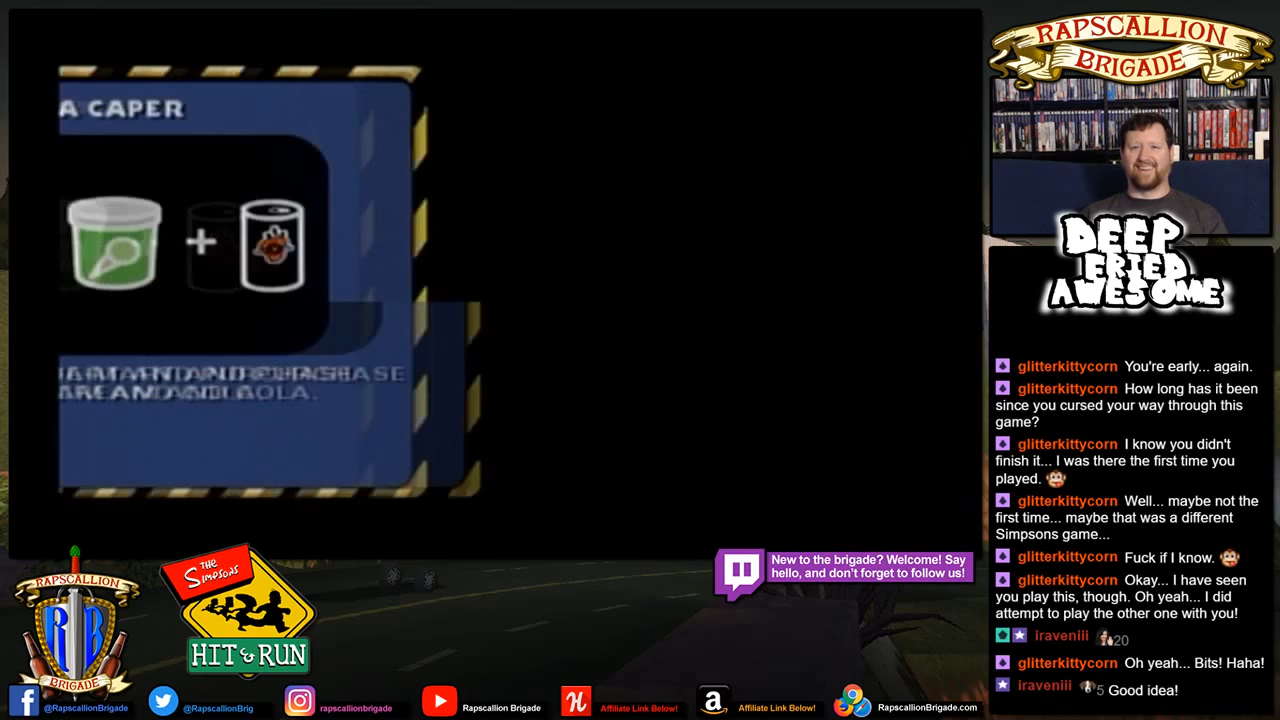 A CAPER
RAPSCALLION
BRIGADE
DEEP
FRIED
AWESOME
glitterkittycorn You're early... again.
glitterkittycorn How long has it been
since you cursed your way through this
game?
glitterkittycorn I know you didn't
finish it... I was there the first time you
played.
glitterkittycorn Well... maybe not the
first time... maybe that was a different
Simpsons game...
glitterkittycorn Fuck if I know.
glitterkittycorn Okay... I have seen
you play this, though. Oh yeah... I did
attempt to play the other one with you!
iraveniii 20
glitterkittycorn Oh yeah... Bits! Haha!
iraveniii 5 Good idea!
New to the brigade? Welcome! Say
hello, and don't forget to follow us!
RAPSCALLION
RB
BRIGADE
THE
SIMPSONS
HIT & RUN
@RapscallionBrigade
@RapscallionBrig
rapscallionbrigade
Rapscallion Brigade
Affiliate Link Below!
Affiliate Link Below!
RapscallionBrigade.com